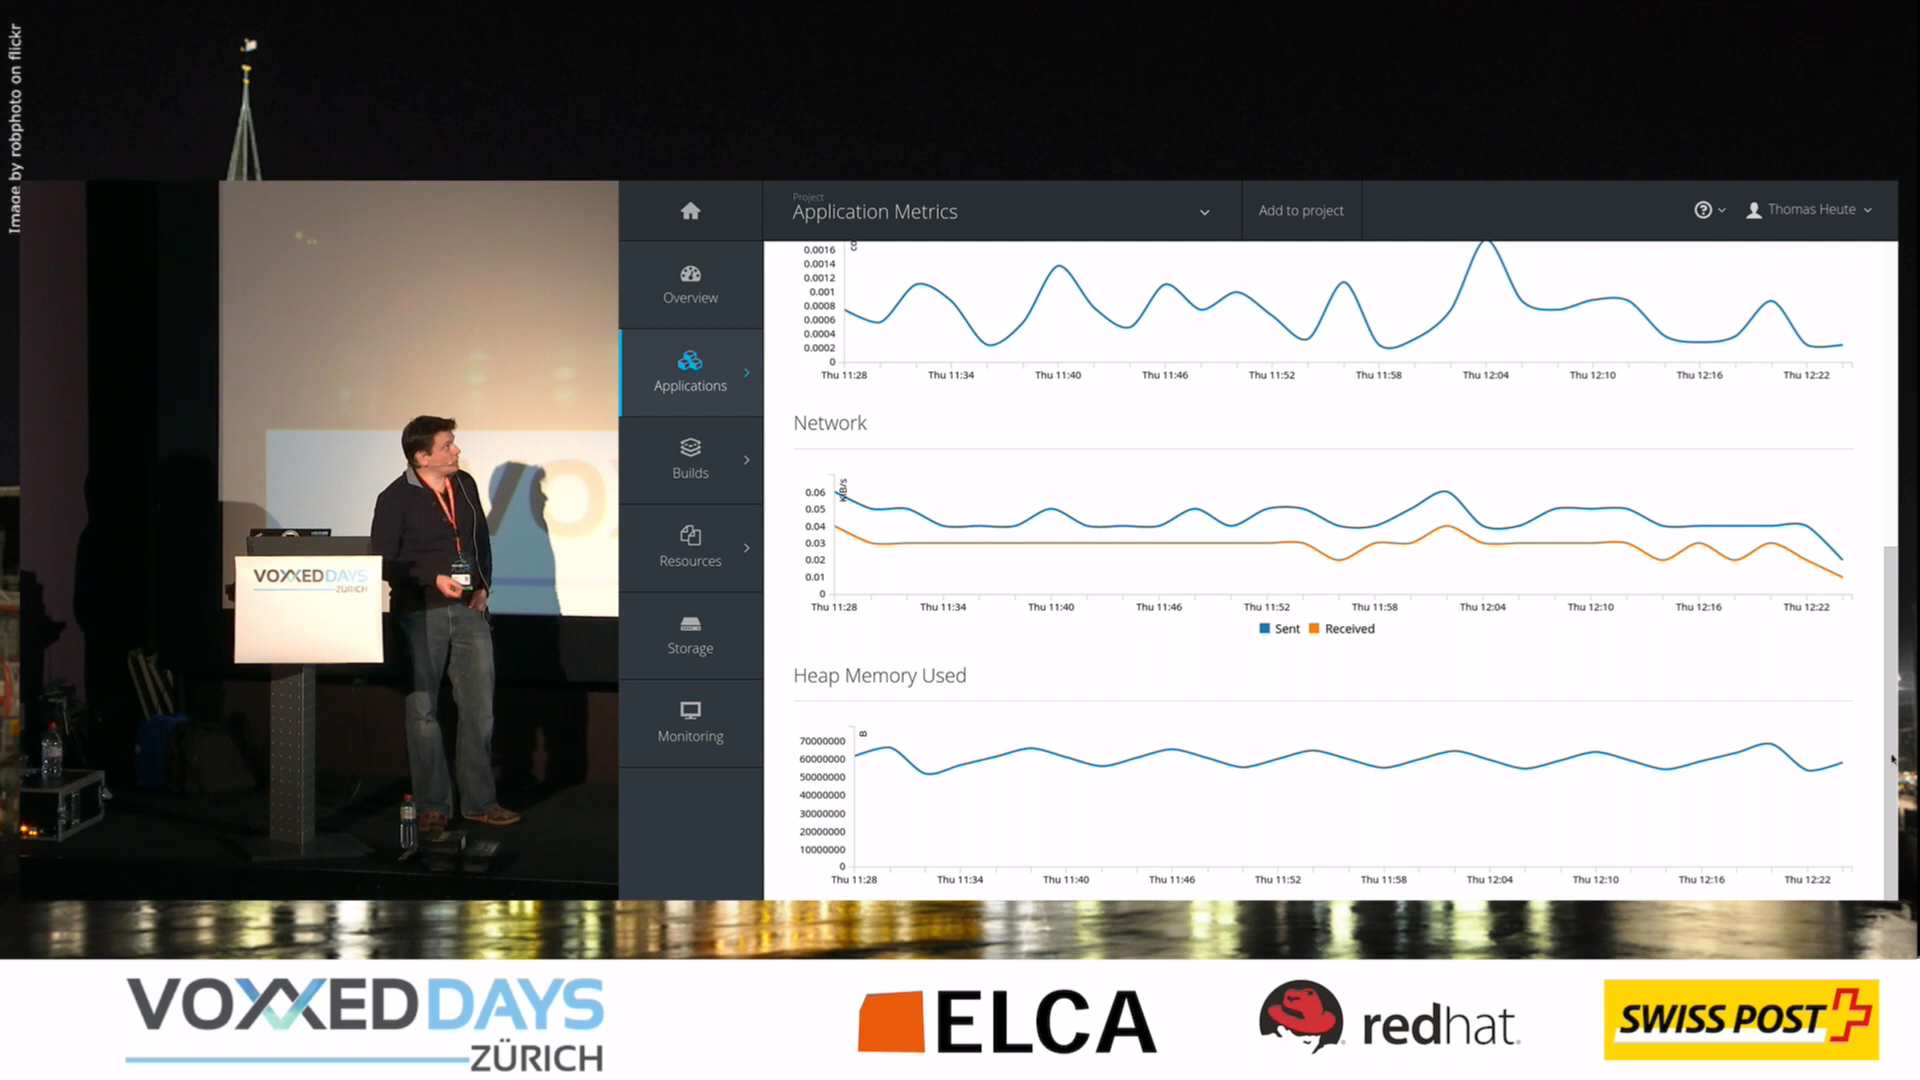 Image by robphoto on flickr
Project
Application Metrics
Add to project
Thomas Heute
Overview
Applications
Builds
Resources
Storage
Monitoring
0.0016
0.0014
0.0012
0.001
0.0008
0.0006
0.0004
0.0002
0
Thu 11:28 Thu 11:34 Thu 11:40 Thu 11:46 Thu 11:52 Thu 11:58 Thu 12:04 Thu 12:10 Thu 12:16 Thu 12:22
Network
KiB/s
0.06
0.05
0.04
0.03
0.02
0.01
0
Thu 11:28 Thu 11:34 Thu 11:40 Thu 11:46 Thu 11:52 Thu 11:58 Thu 12:04 Thu 12:10 Thu 12:16 Thu 12:22
Sent Received
Heap Memory Used
B
70000000
60000000
50000000
40000000
30000000
20000000
10000000
0
Thu 11:28 Thu 11:34 Thu 11:40 Thu 11:46 Thu 11:52 Thu 11:58 Thu 12:04 Thu 12:10 Thu 12:16 Thu 12:22
VOXXEDDAYS
ZÜRICH
VOXXEDDAYS
ZÜRICH
ELCA
redhat.
SWISS POST